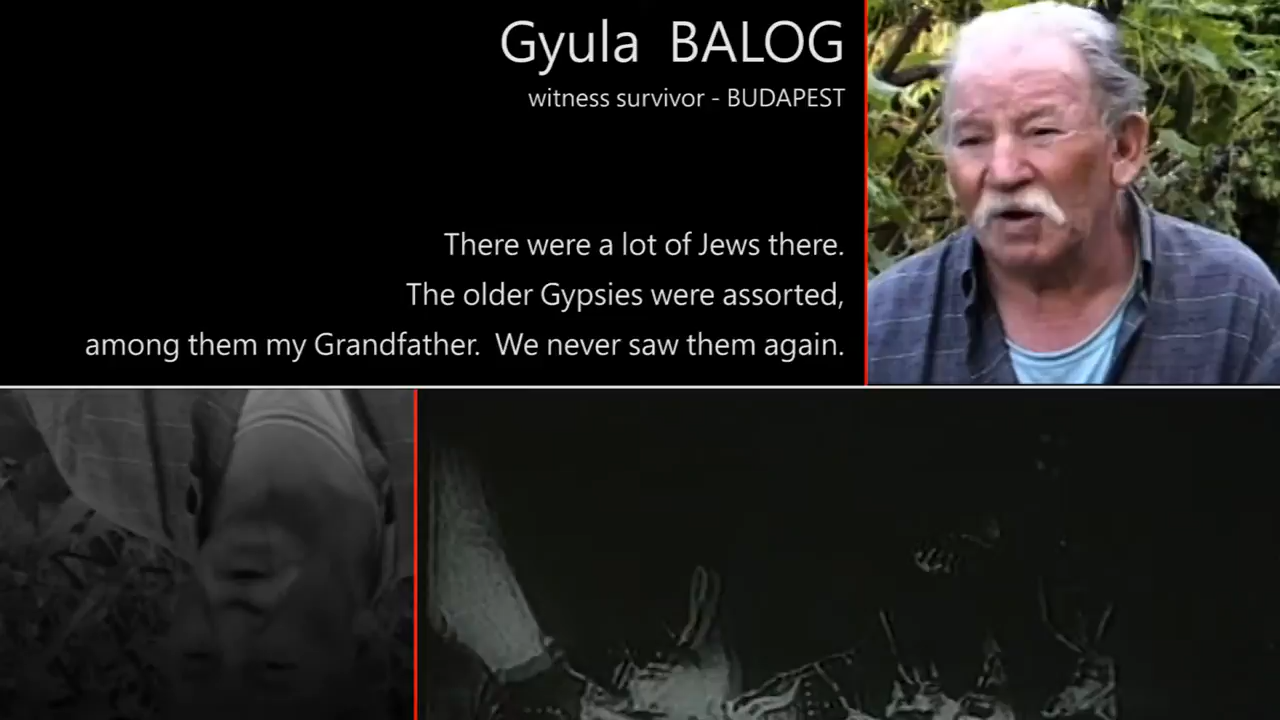 Gyula BALOG
witness survivor - BUDAPEST
There were a lot of Jews there.
The older Gypsies were assorted,
among them my Grandfather. We never saw them again.